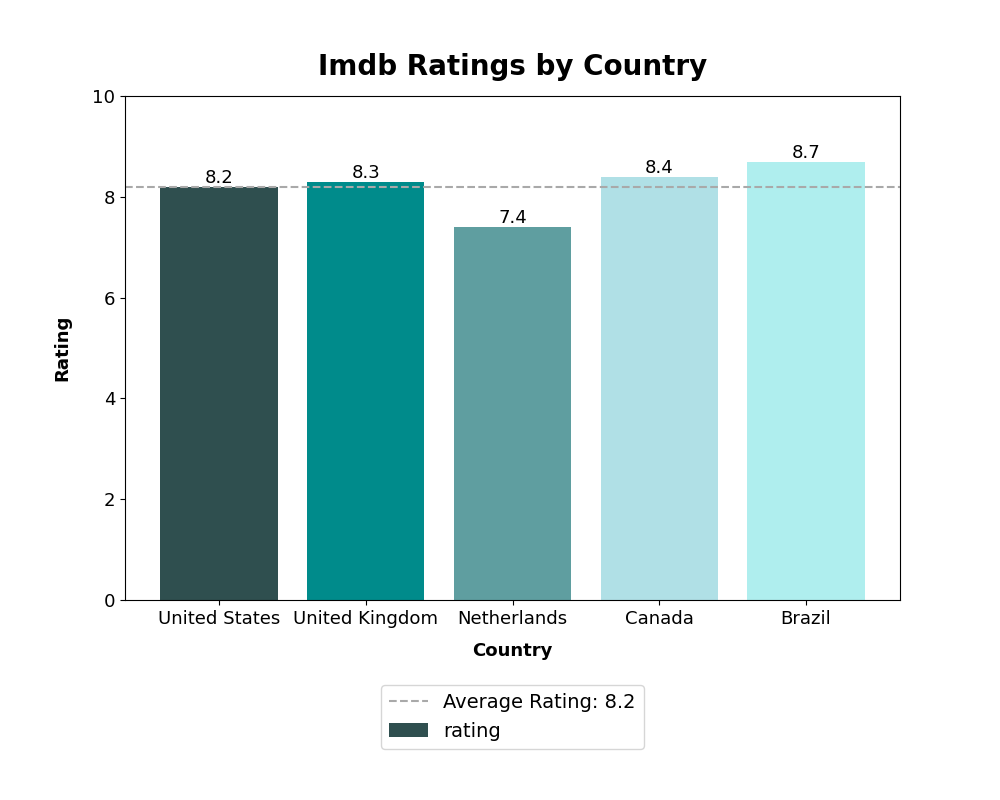 Imdb Ratings by Country
10
8
6
4
2
0
Rating
8.2
8.3
7.4
8.4
8.7
United States
United Kingdom
Netherlands
Canada
Brazil
Country
Average Rating: 8.2
rating